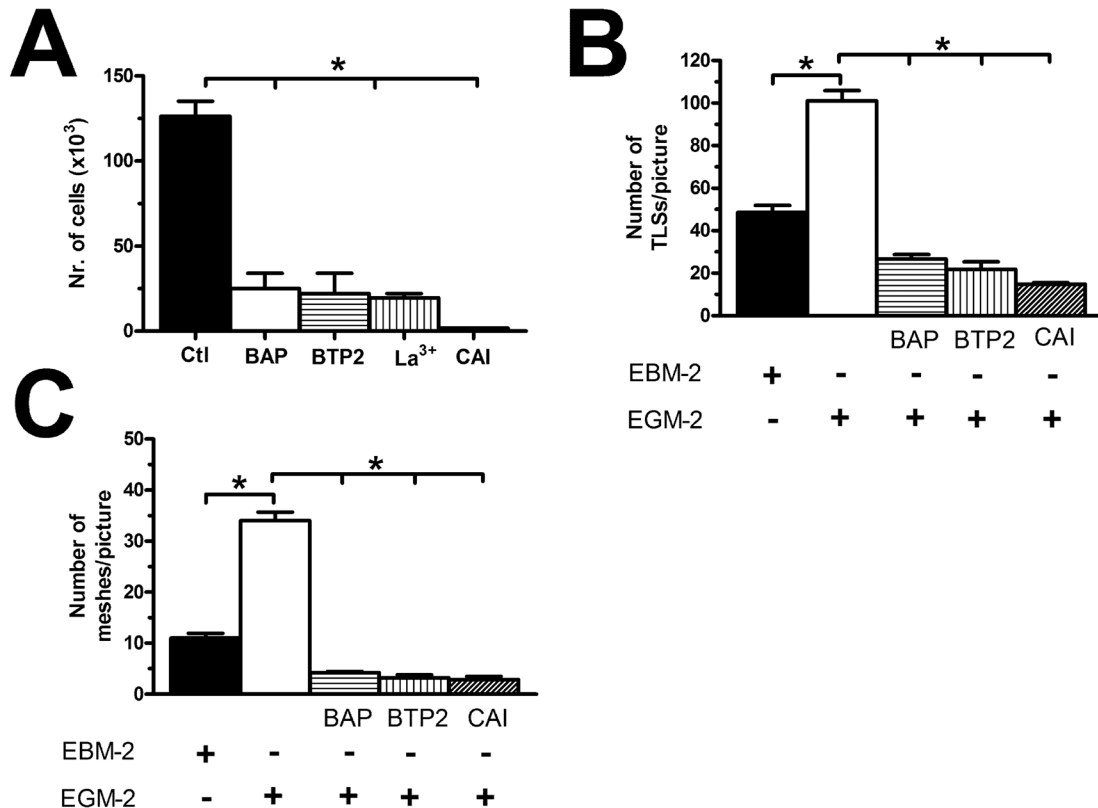 A
Nr. of cells (x10³)
150
100
50
0
*
Ctl BAP BTP2 La³⁺ CAI
B
Number of
TLSs/picture
120
100
80
60
40
20
0
* *
BAP BTP2 CAI
EBM-2 + - - - -
EGM-2 - + + + +
C
Number of
meshes/picture
50
40
30
20
10
0
* *
BAP BTP2 CAI
EBM-2 + - - - -
EGM-2 - + + + +